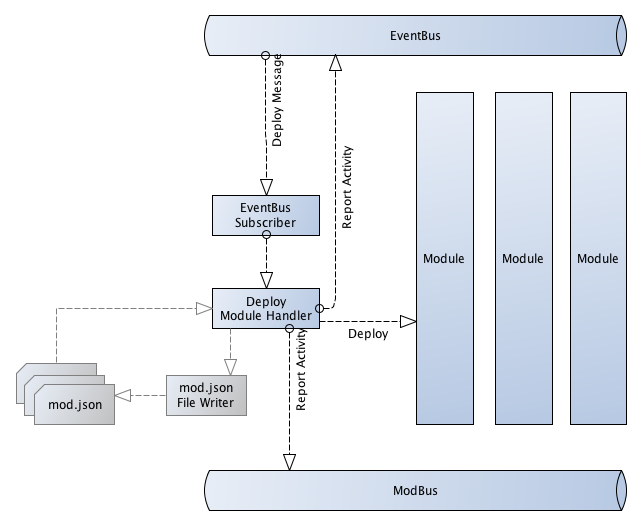 EventBus
Deploy Message
Report Activity
EventBus
Subscriber
Module
Module
Module
Deploy
Module Handler
Deploy
Report Activity
mod.json
File Writer
mod.json
ModBus